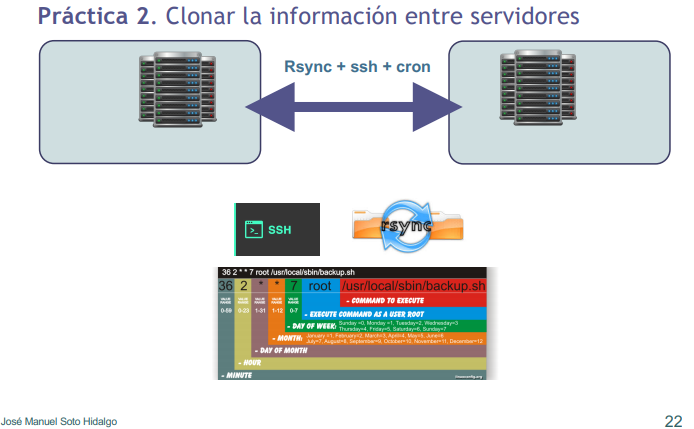 Práctica 2. Clonar la información entre servidores
Rsync + ssh + cron
>_ SSH
rsync
36 2 * * 7 root /usr/local/sbin/backup.sh
36 2 * * 7 root /usr/local/sbin/backup.sh
VALUE RANGE VALUE RANGE VALUE RANGE VALUE RANGE VALUE RANGE
0-59 0-23 1-31 1-12 0-7
- COMMAND TO EXECUTE
- EXECUTE COMMAND AS A USER ROOT
- DAY OF WEEK: Sunday =0, Monday =1, Tuesday=2, Wednesday=3
Thursday=4, Friday=5, Saturday=6, Sunday=7
- MONTH: January =1, February=2, March=3, April=4, May=5, June=6
July=7, August=8, September=9, October=10, November=11, December=12
- DAY OF MONTH
- HOUR
- MINUTE
José Manuel Soto Hidalgo
22